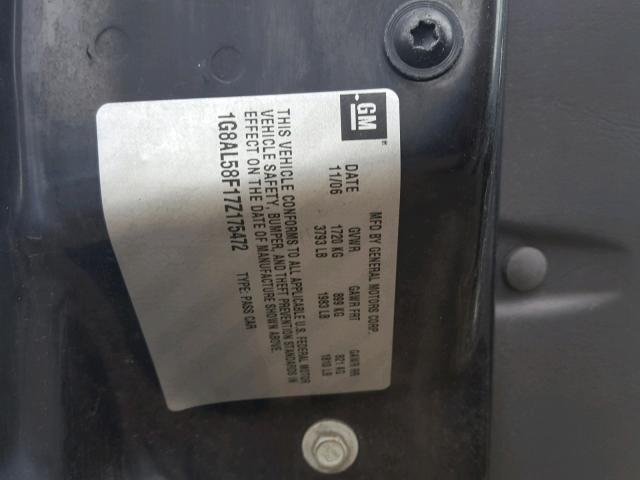 GM
MFD BY GENERAL MOTORS CORP.
DATE GVWR GAWR FRT GAWR RR
11/06 1720 KG 899 KG 821 KG
3793 LB 1983 LB 1810 LB
THIS VEHICLE CONFORMS TO ALL APPLICABLE U.S. FEDERAL MOTOR
VEHICLE SAFETY, BUMPER, AND THEFT PREVENTION STANDARDS IN
EFFECT ON THE DATE OF MANUFACTURE SHOWN ABOVE.
1G8AL58F17Z175472 TYPE: PASS CAR